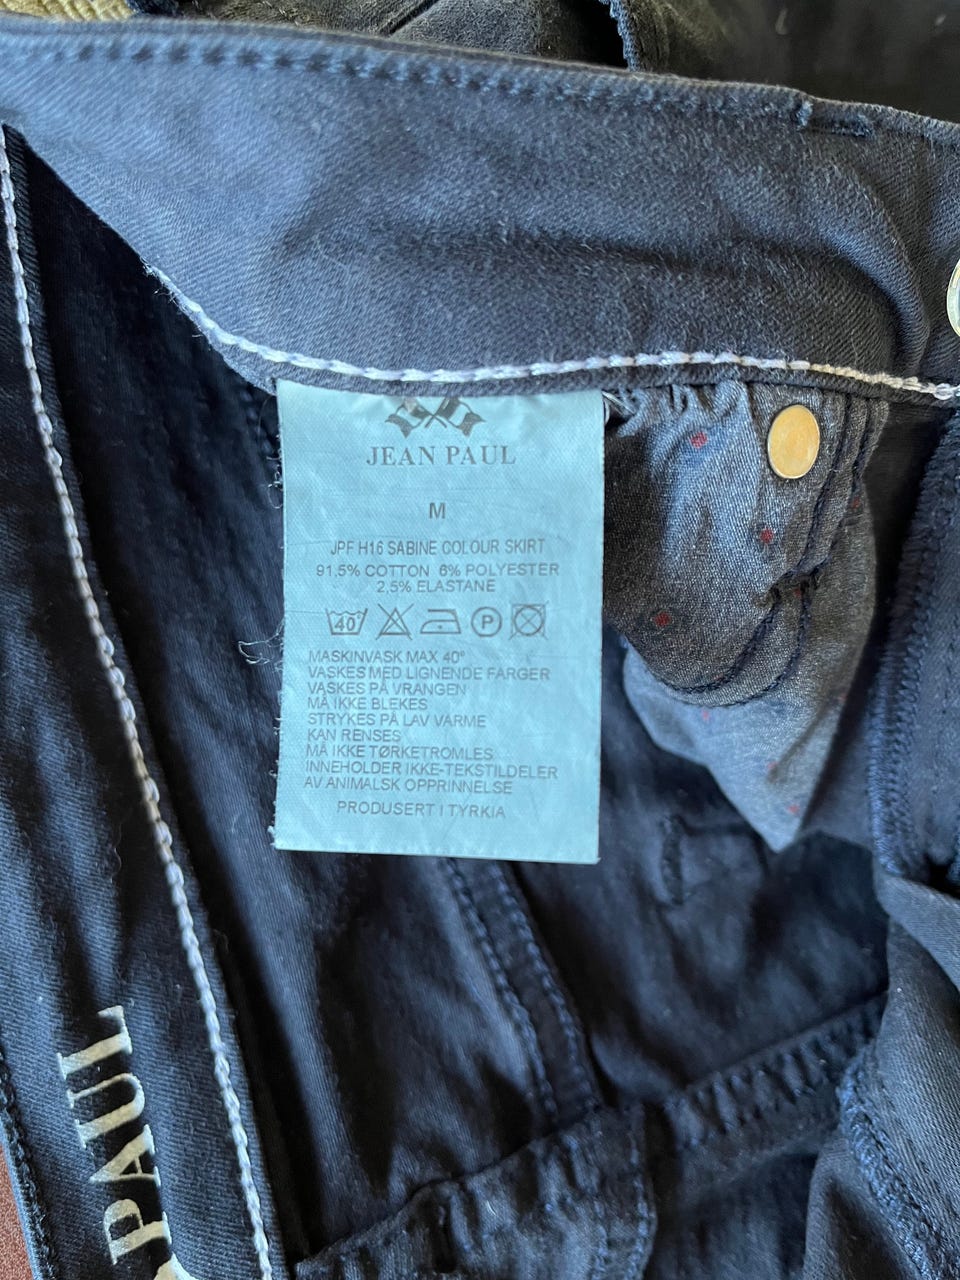 JEAN PAUL
M
JPF H16 SABINE COLOUR SKIRT
91,5% COTTON 6% POLYESTER
2,5% ELASTANE
40° P
MASKINVASK MAX 40°
VASKES MED LIGNENDE FARGER
VASKES PÅ VRANGEN
MÅ IKKE BLEKES
STRYKES PÅ LAV VARME
KAN RENSES
MÅ IKKE TØRKETROMLES
INNEHOLDER IKKE-TEKSTILDELER
AV ANIMALSK OPPRINNELSE
PRODUSERT I TYRKIA
PAUL